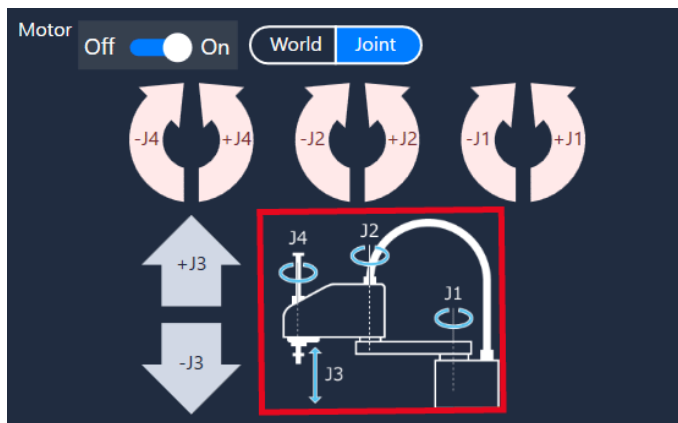 Motor
Off On World Joint
-J4 +J4 -J2 +J2 -J1 +J1
+J3
-J3
J4 J2
J1
J3